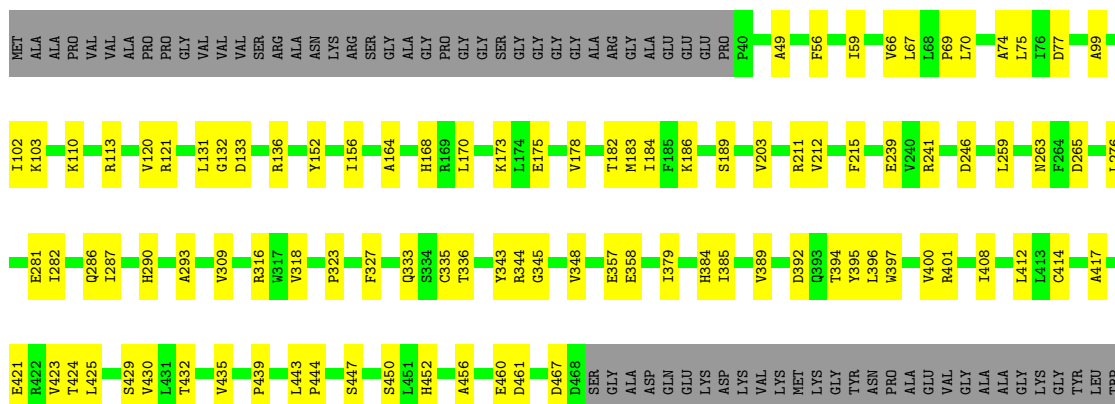 MET ALA ALA PRO VAL VAL ALA PRO PRO GLY VAL VAL VAL SER ARG ALA ASN LYS ARG SER GLY ALA GLY PRO GLY GLY SER GLY GLY GLY GLY ALA ARG MET GLY ALA GLU GLU GLU PRO P40 A49 F56 I59 V66 L67 L68 P69 L70 A74 L75 I76 D77 A99
I102 K103 K110 R113 V120 R121 L131 G132 D133 R136 Y152 I156 A164 H168 R169 L170 K173 L174 E175 V178 T182 M183 I184 F185 K186 S189 V203 R211 V212 F215 E239 V240 R241 D246 L259 N263 F264 D265 L276
E281 I282 Q286 I287 H290 A293 V309 R316 W317 V318 P323 F327 Q333 S334 C335 T336 Y343 R344 G345 V348 E357 E358 I379 H384 I385 V389 D392 Q393 T394 Y395 L396 W397 V400 R401 I408 L412 L413 C414 A417
E421 R422 V423 T424 L425 S429 V430 L431 T432 V435 P439 L443 P444 S447 S450 L451 H452 A456 E460 D461 D467 D468 SER GLY ALA ASP GLN GLU LYS ASP LYS LYS VAL LYS MET LYS GLY TYR ASN PRO ALA GLU VAL GLY ALA ALA GLY LYS GLY TYR LEU TRP